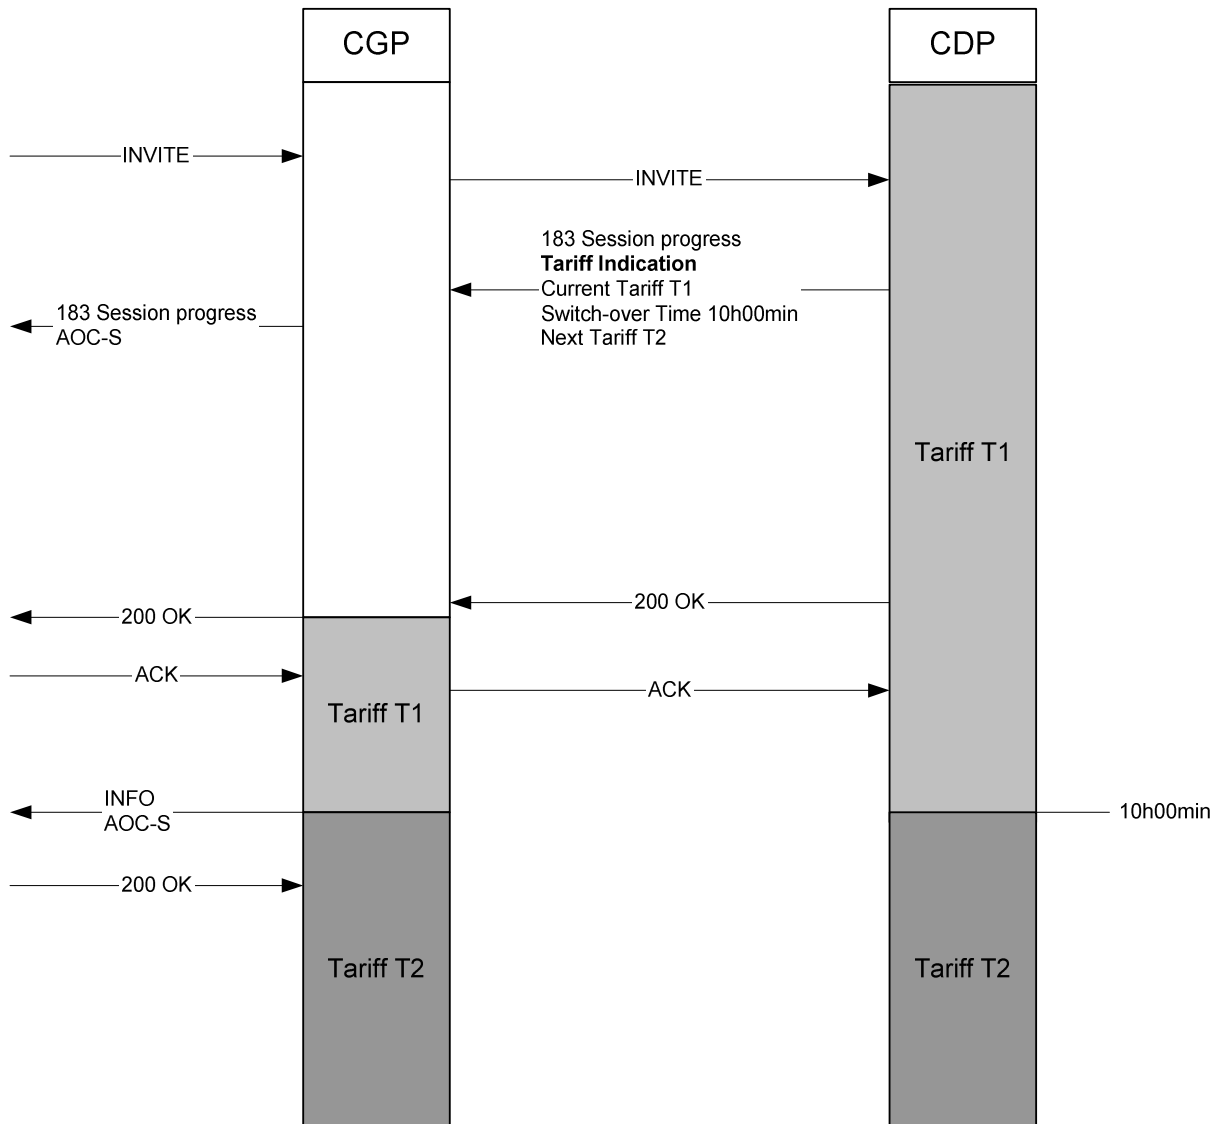 CGP
CDP
INVITE
INVITE
183 Session progress
Tariff Indication
Current Tariff T1
Switch-over Time 10h00min
Next Tariff T2
183 Session progress
AOC-S
Tariff T1
200 OK
200 OK
ACK
ACK
Tariff T1
INFO
AOC-S
10h00min
200 OK
Tariff T2
Tariff T2